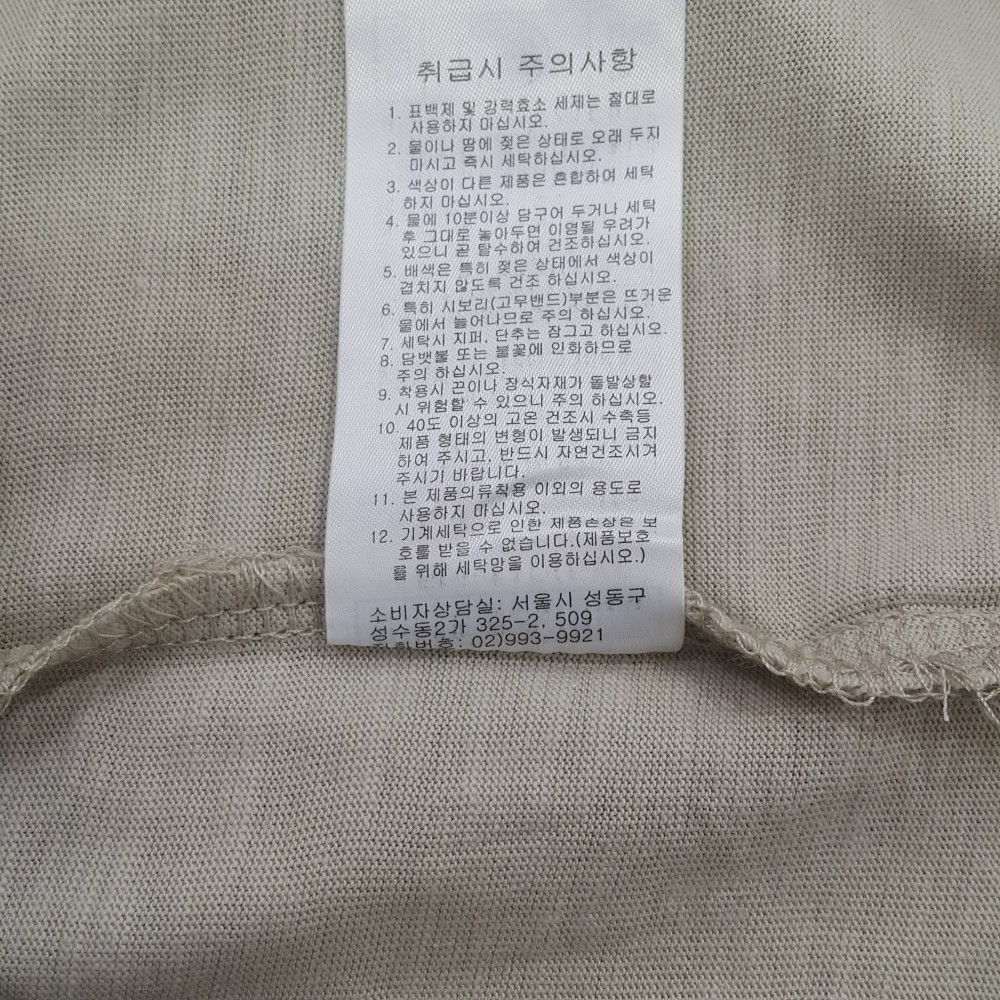 취급시 주의사항
1. 표백제 및 강력효소 세제는 절대로
사용하지 마십시오.
2. 물이나 땀에 젖은 상태로 오래 두지
마시고 즉시 세탁하십시오.
3. 색상이 다른 제품은 혼합하여 세탁
하지 마십시오.
4. 물에 10분이상 담구어 두거나 세탁
후 그대로 놓아두면 이염될 우려가
있으니 곧 탈수하여 건조하십시오.
5. 배색은 특히 젖은 상태에서 색상이
겹치지 않도록 건조 하십시오.
6. 특히 시보리(고무밴드)부분은 뜨거운
물에서 늘어나므로 주의 하십시오.
7. 세탁시 지퍼, 단추는 잠그고 하십시오.
8. 담뱃불 또는 불꽃에 인화하므로
주의 하십시오.
9. 착용시 끈이나 장식자재가 돌발상황
시 위험할 수 있으니 주의 하십시오.
10. 40도 이상의 고온 건조시 수축등
제품 형태의 변형이 발생되니 금지
하여 주시고, 반드시 자연건조시켜
주시기 바랍니다.
11. 본 제품의류착용 이외의 용도로
사용하지 마십시오.
12. 기계세탁으로 인한 제품손상은 보
호를 받을 수 없습니다.(제품보호
를 위해 세탁망을 이용하십시오.)
소비자상담실: 서울시 성동구
성수동2가 325-2, 509
전화번호: 02)993-9921